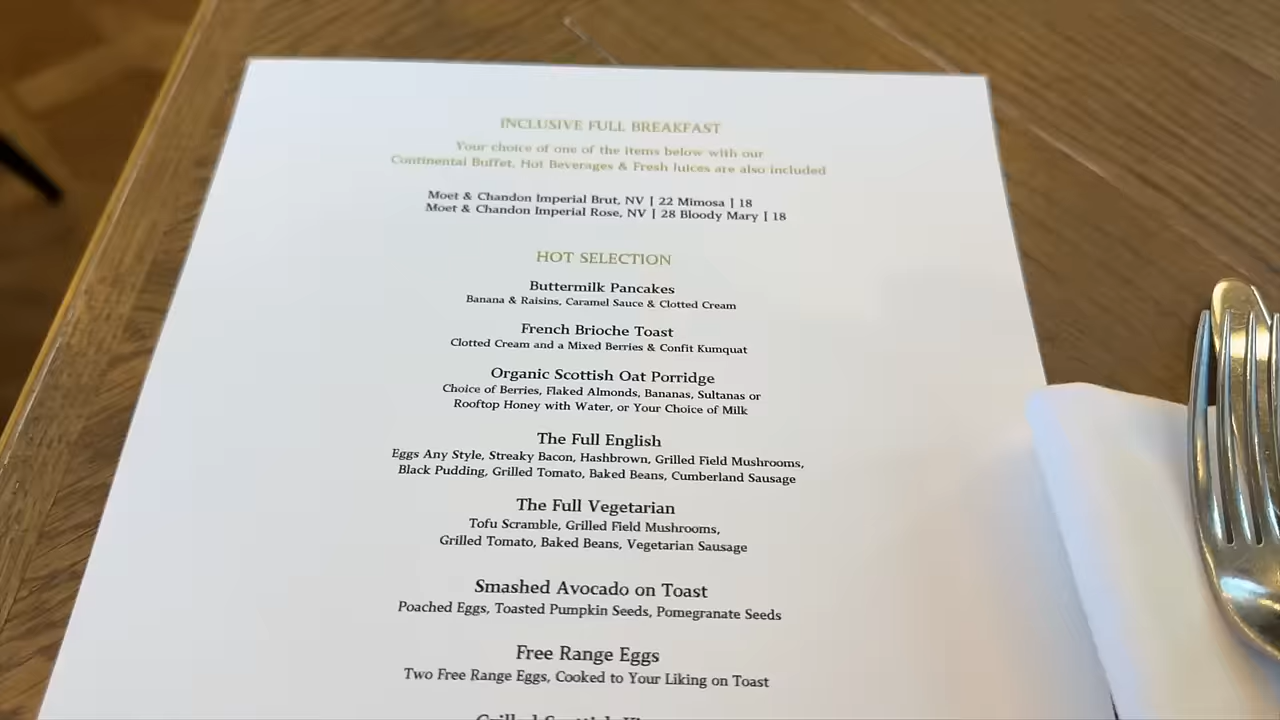 INCLUSIVE FULL BREAKFAST
Your choice of one of the items below with our
Continental Buffet, Hot Beverages & Fresh Juices are also included
Moet & Chandon Imperial Brut, NV | 22 Mimosa | 18
Moet & Chandon Imperial Rose, NV | 28 Bloody Mary | 18
HOT SELECTION
Buttermilk Pancakes
Banana & Raisins, Caramel Sauce & Clotted Cream
French Brioche Toast
Clotted Cream and a Mixed Berries & Confit Kumquat
Organic Scottish Oat Porridge
Choice of Berries, Flaked Almonds, Bananas, Sultanas or
Rooftop Honey with Water, or Your Choice of Milk
The Full English
Eggs Any Style, Streaky Bacon, Hashbrown, Grilled Field Mushrooms,
Black Pudding, Grilled Tomato, Baked Beans, Cumberland Sausage
The Full Vegetarian
Tofu Scramble, Grilled Field Mushrooms,
Grilled Tomato, Baked Beans, Vegetarian Sausage
Smashed Avocado on Toast
Poached Eggs, Toasted Pumpkin Seeds, Pomegranate Seeds
Free Range Eggs
Two Free Range Eggs, Cooked to Your Liking on Toast